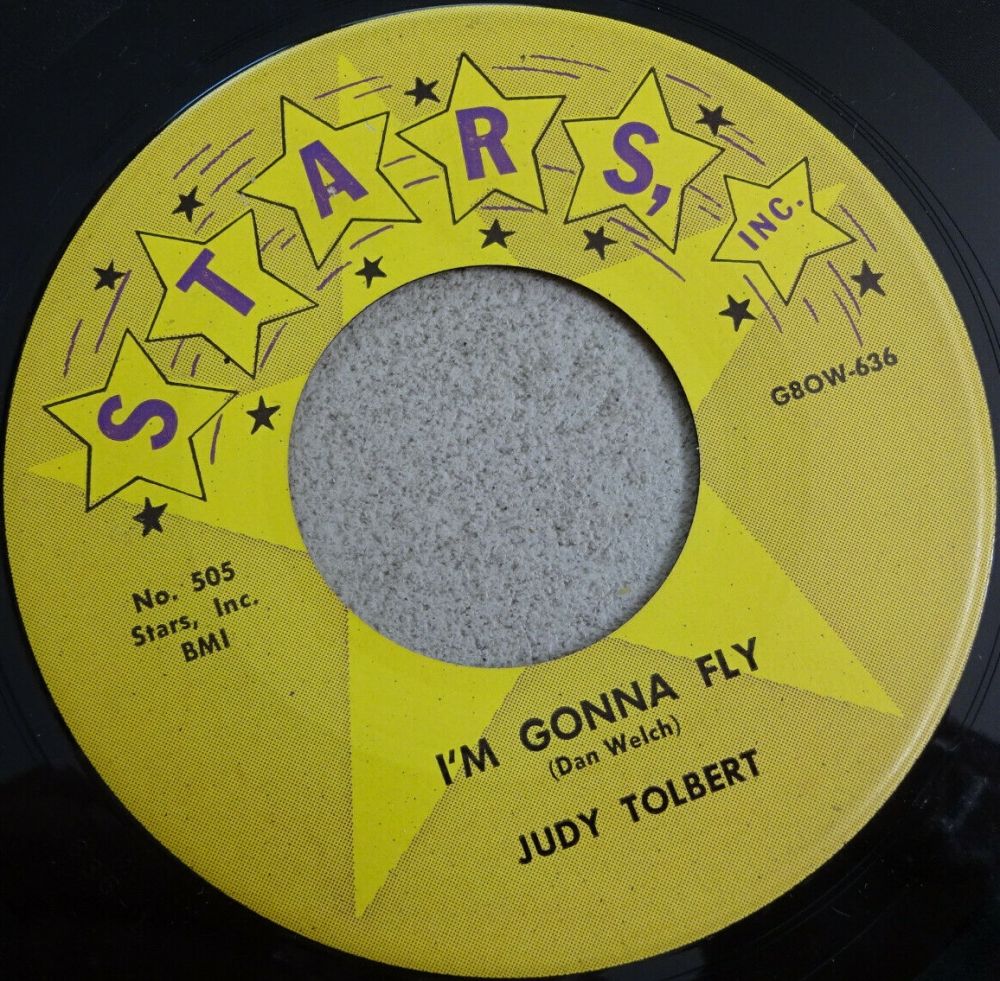 STARS, INC.
G8OW-636
No. 505
Stars, Inc.
BMI
I'M GONNA FLY
(Dan Welch)
JUDY TOLBERT